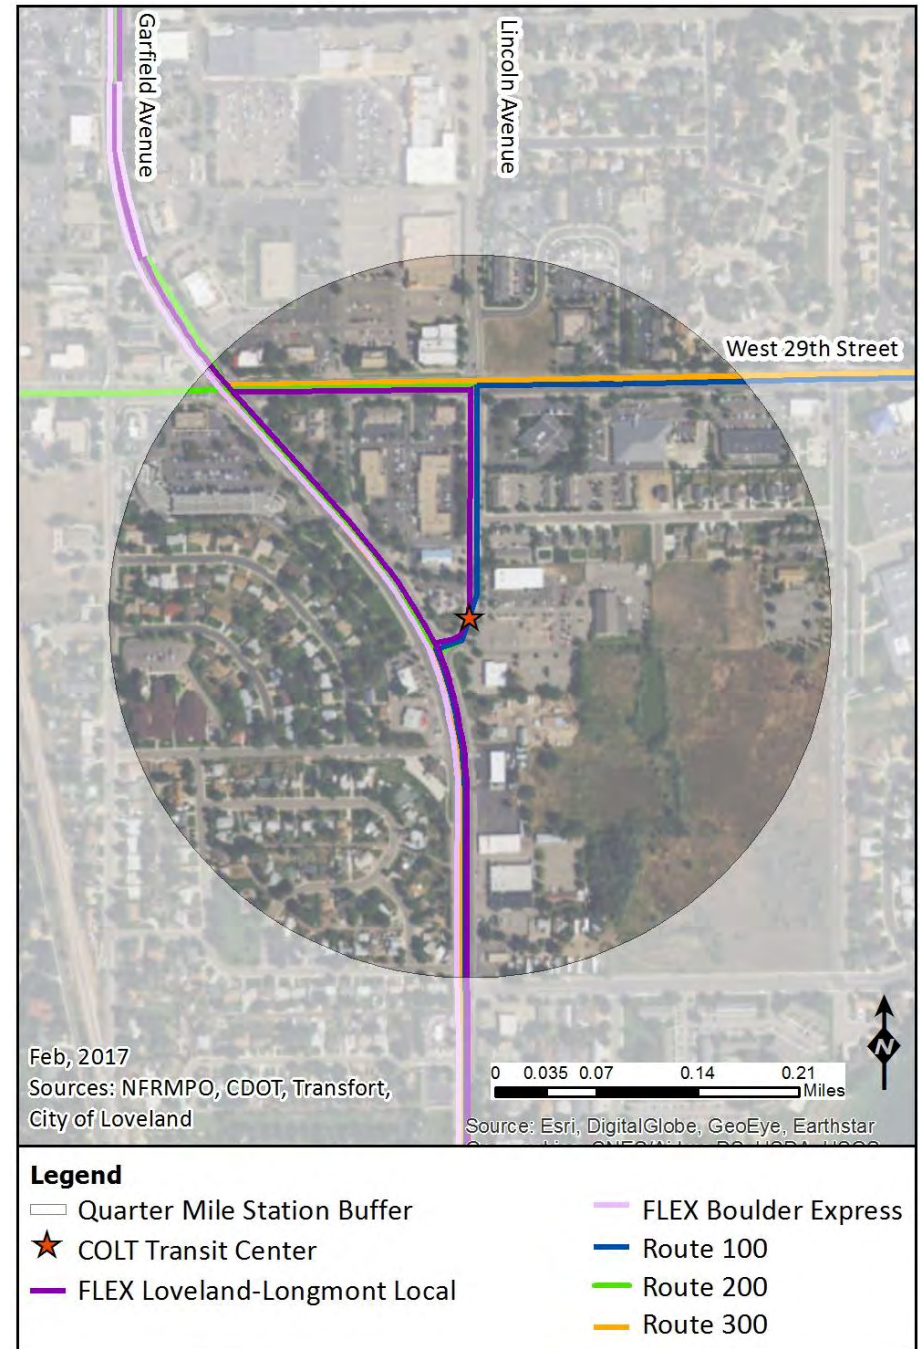 Garfield Avenue
Lincoln Avenue
West 29th Street
Feb, 2017
Sources: NFRMPO, CDOT, Transfort,
City of Loveland
N
0 0.035 0.07 0.14 0.21
Miles
Source: Esri, DigitalGlobe, GeoEye, Earthstar
Legend
Quarter Mile Station Buffer
COLT Transit Center
FLEX Loveland-Longmont Local
FLEX Boulder Express
Route 100
Route 200
Route 300